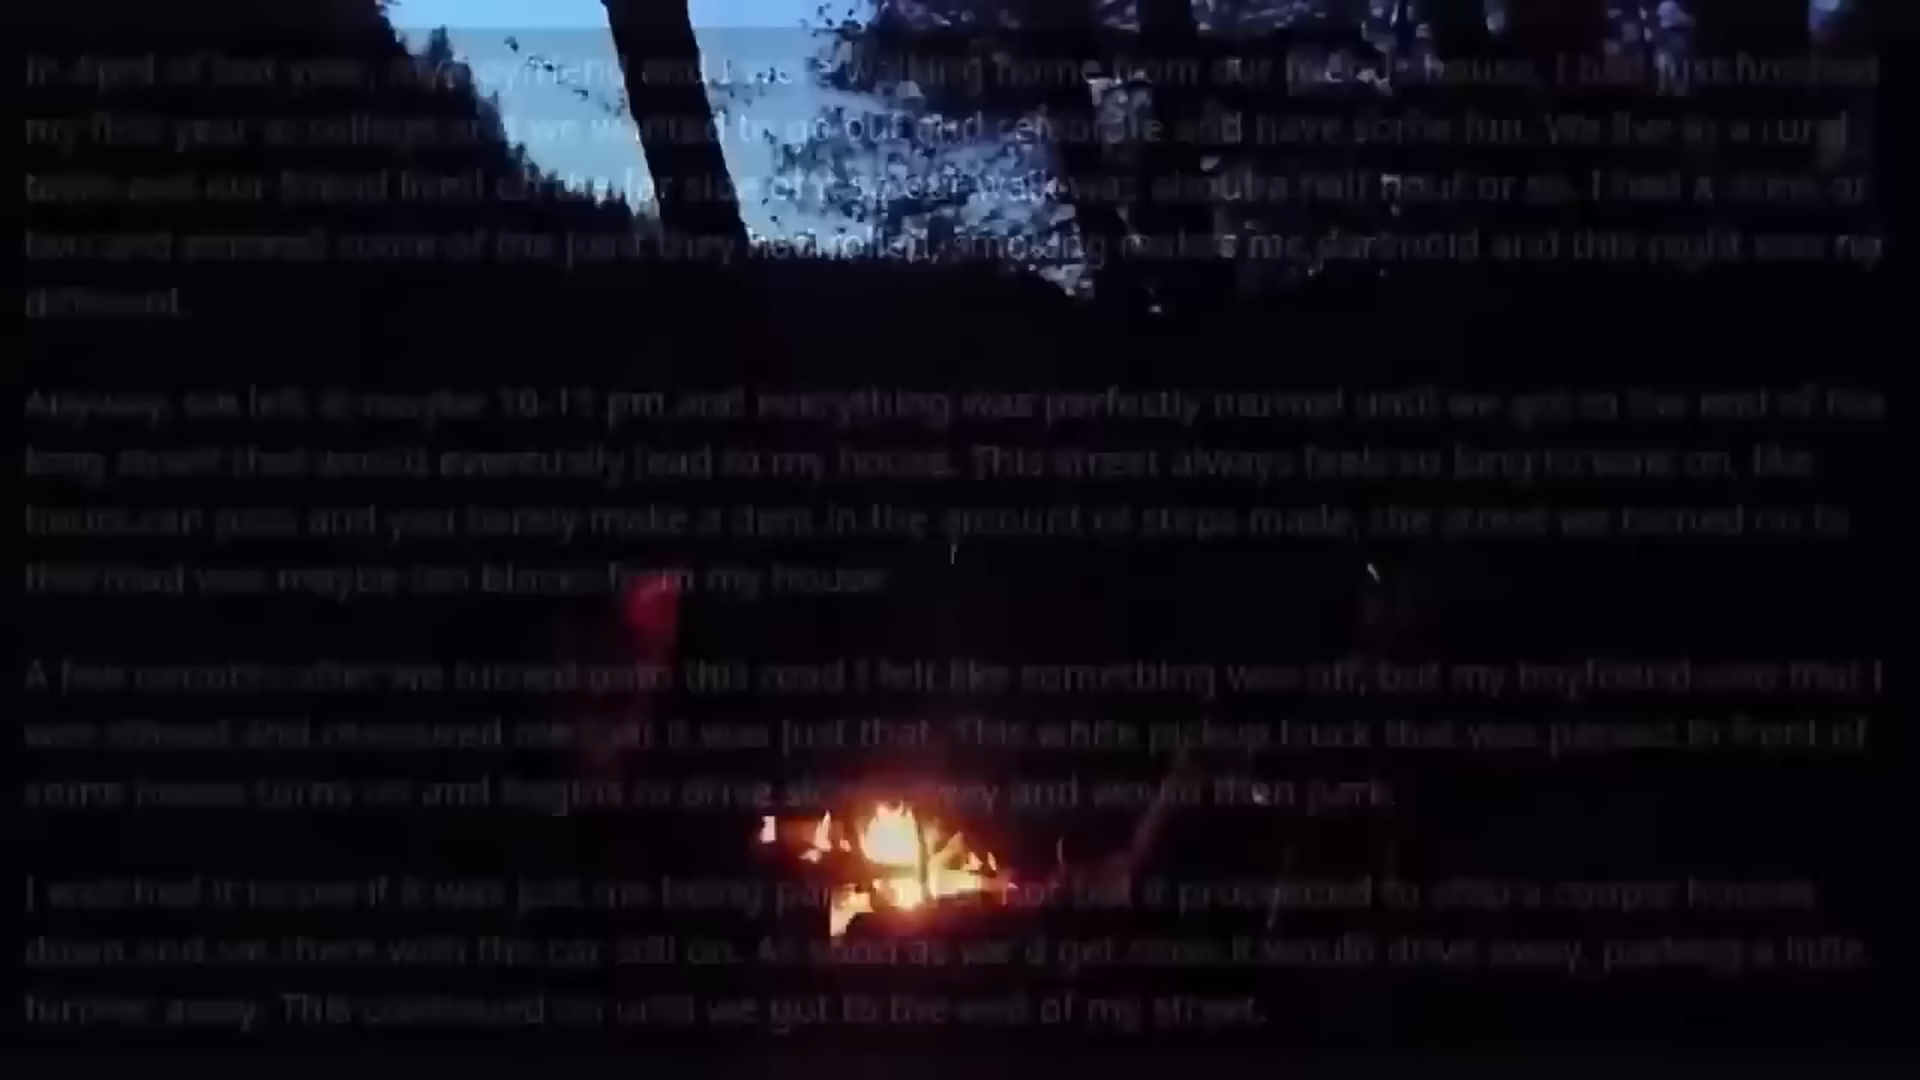 In April of last year, my boyfriend and I were walking home from our friends house, I had just finished
my first year at college and we wanted to go out and celebrate and have some fun. We live in a rural
town and our friend lived on the far side of it, our walk was about a half hour or so. I had a drink or
two and smoked some of the joint they had rolled, smoking makes me paranoid and this night was no
different.
Anyway, we left at maybe 10-11 pm and everything was perfectly normal until we got to the end of this
long street that would eventually lead to my house. This street always feels so long to walk on, like
hours can pass and you barely make a dent in the amount of steps made, the street we turned on to
this road was maybe ten blocks from my house
A few minutes after we turned onto this road I felt like something was off, but my boyfriend said that I
was stoned and reassured me that it was just that. This white pickup truck that was parked in front of
some house turns on and begins to drive slowly away and would then park.
I watched it to see if it was just me being paranoid or not but it proceeded to stop a couple houses
down and sat there with the car still on. As soon as we'd get close it would drive away, parking a little
further away. This continued on until we got to the end of my street.